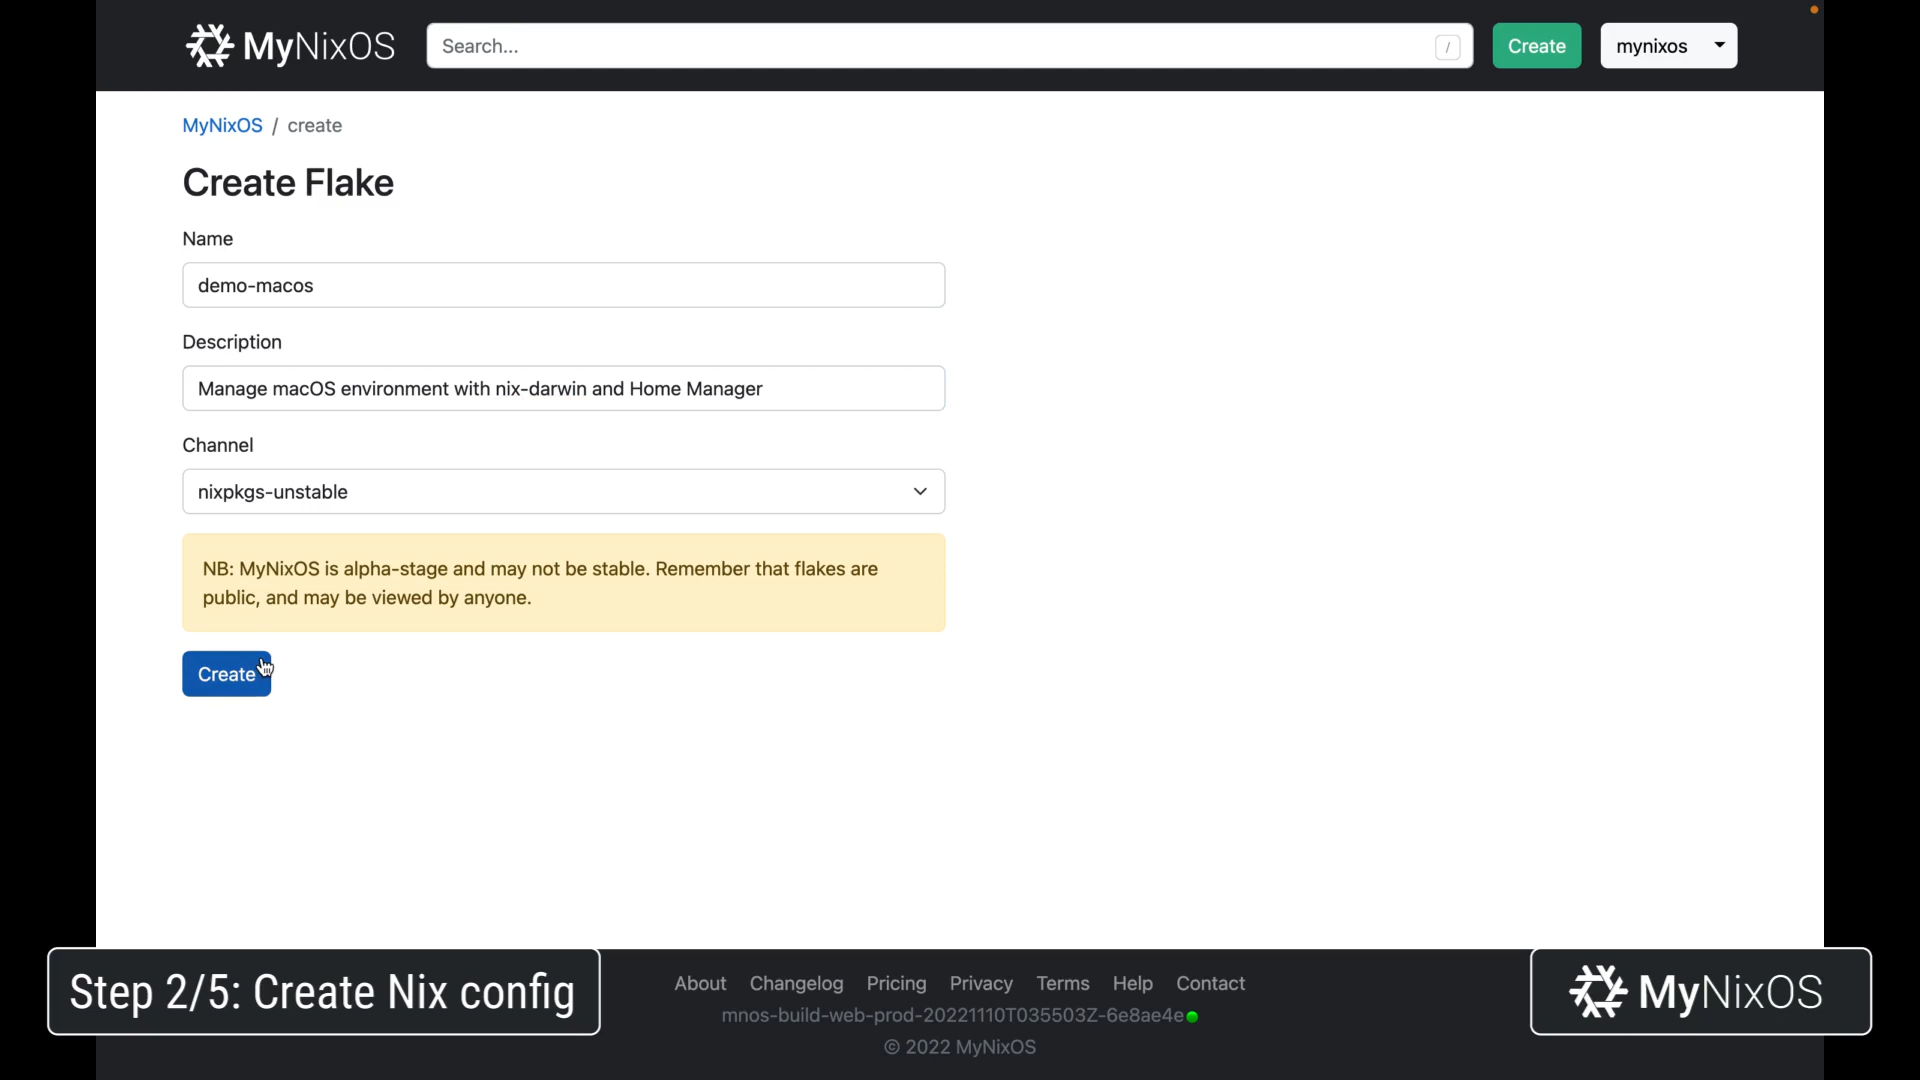 MyNixOS
Search...
/
Create
mynixos
MyNixOS / create
Create Flake
Name
demo-macos
Description
Manage macOS environment with nix-darwin and Home Manager
Channel
nixpkgs-unstable
NB: MyNixOS is alpha-stage and may not be stable. Remember that flakes are
public, and may be viewed by anyone.
Create
Step 2/5: Create Nix config
About Changelog Pricing Privacy Terms Help Contact
mnos-build-web-prod-20221110T035503Z-6e8ae4e
© 2022 MyNixOS
MyNixOS